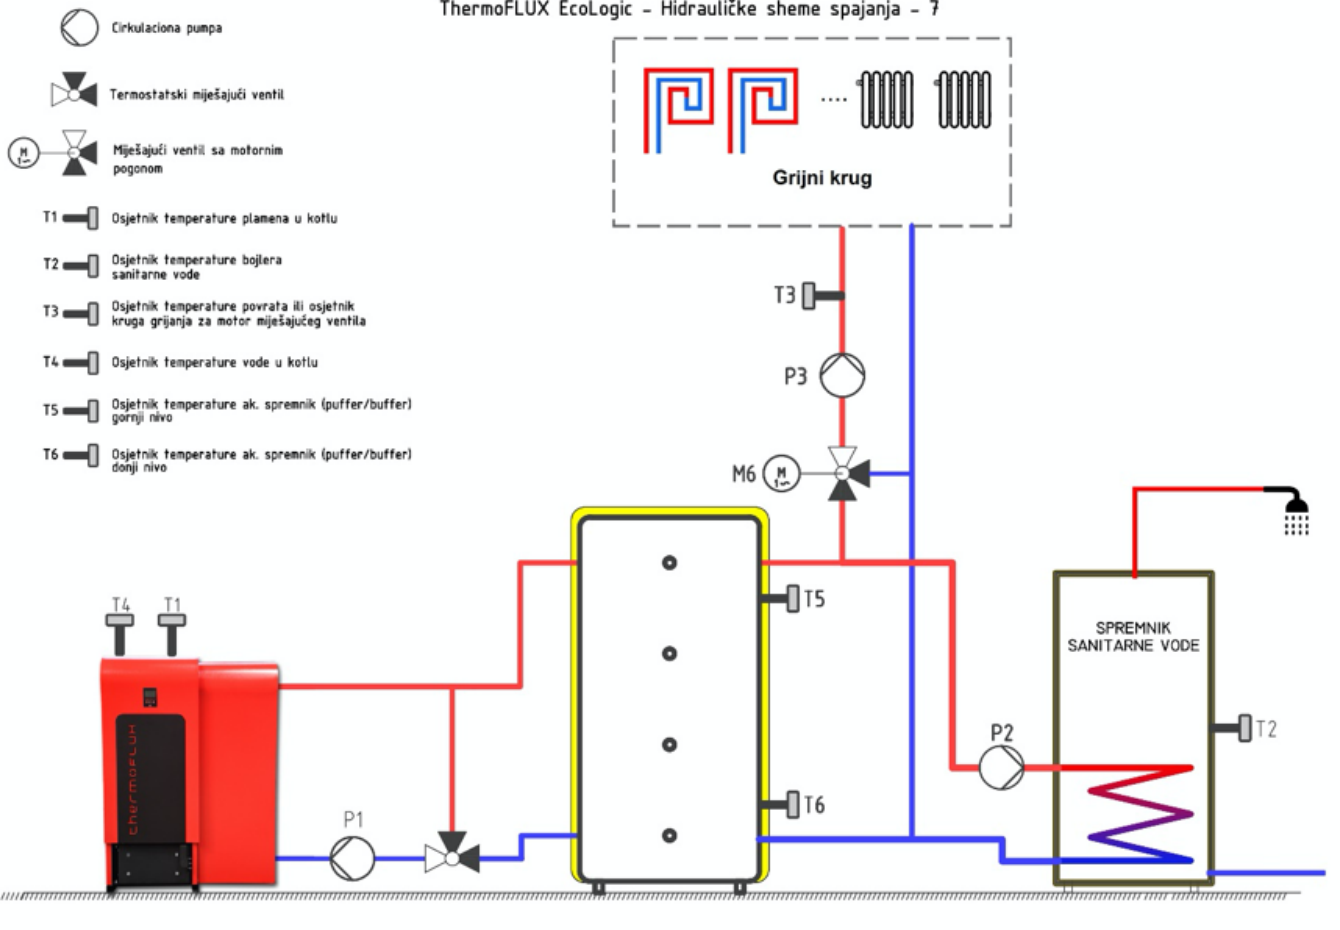 ThermoFLUX EcoLogic - Hidrauličke sheme spajanja - 7
Cirkulaciona pumpa
Termostatski miješajući ventil
M
1~
Miješajući ventil sa motornim
pogonom
T1 Osjetnik temperature plamena u kotlu
T2 Osjetnik temperature bojlera
sanitarne vode
T3 Osjetnik temperature povrata ili osjetnik
kruga grijanja za motor miješajućeg ventila
T4 Osjetnik temperature vode u kotlu
T5 Osjetnik temperature ak. spremnik (puffer/buffer)
gornji nivo
T6 Osjetnik temperature ak. spremnik (puffer/buffer)
donji nivo
Grijni krug
T3
P3
M6
M
1~
T4 T1
thermoFLUX
P1
T5
T6
P2
SPREMNIK
SANITARNE VODE
T2